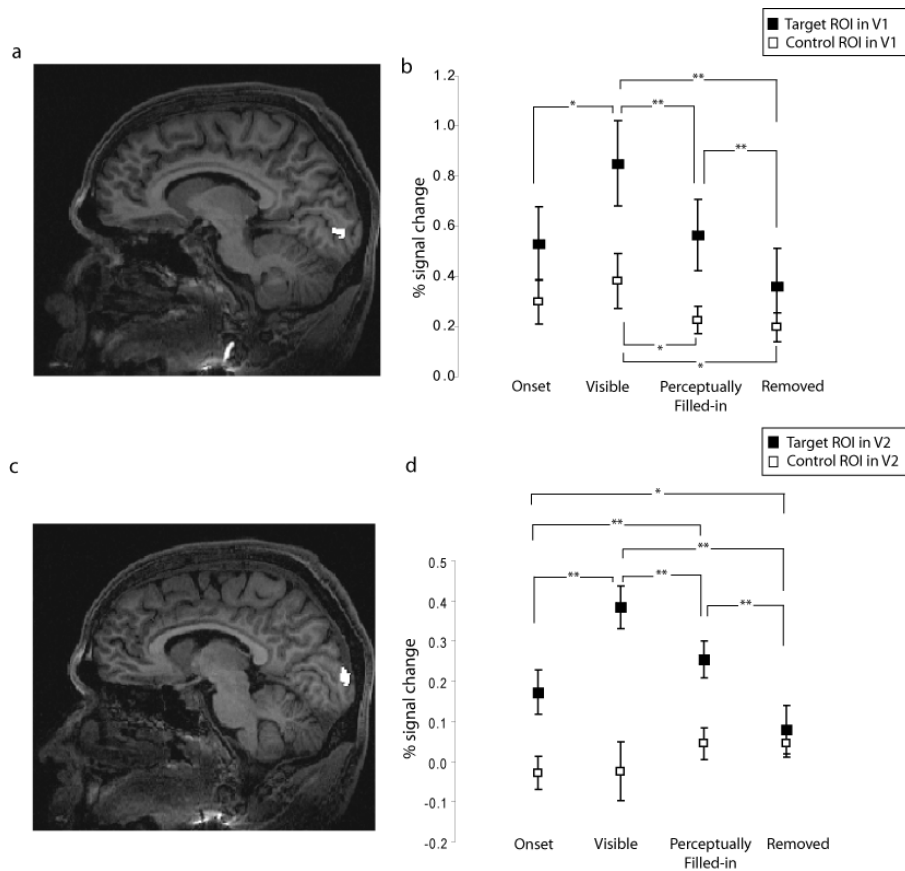 Target ROI in V1
Control ROI in V1
a
b
1.2
1.0
0.8
0.6
0.4
0.2
0.0
% signal change
*
**
**
**
*
*
Onset
Visible
Perceptually
Filled-in
Removed
Target ROI in V2
Control ROI in V2
c
d
0.5
0.4
0.3
0.2
0.1
0.0
-0.1
-0.2
% signal change
*
**
**
**
**
**
Onset
Visible
Perceptually
Filled-in
Removed